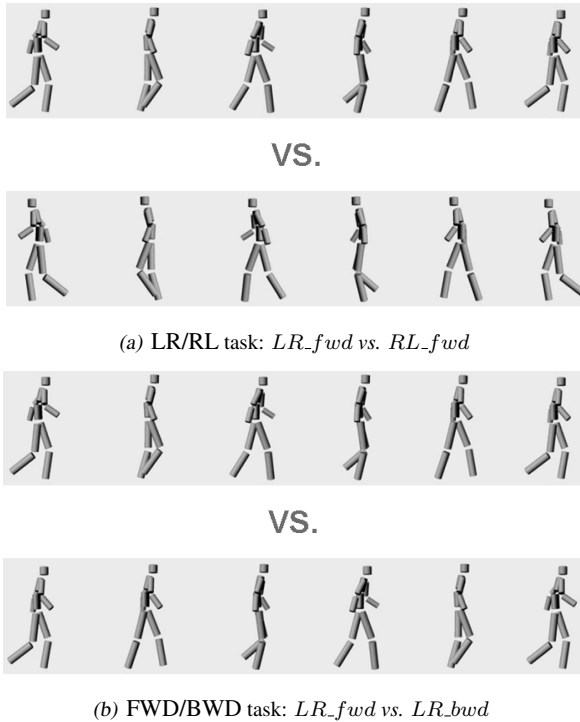 VS.
(a) LR/RL task: LR_fwd vs. RL_fwd
VS.
(b) FWD/BWD task: LR_fwd vs. LR_bwd